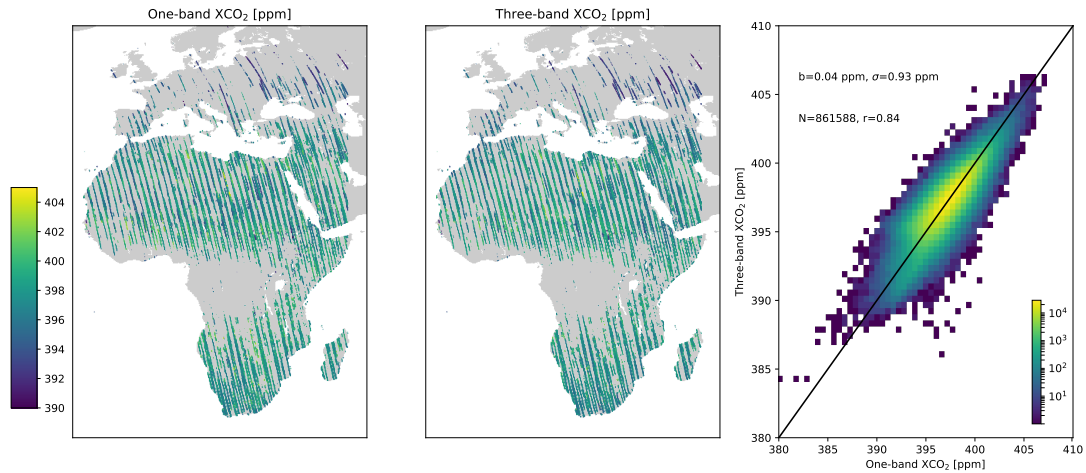 One-band XCO₂ [ppm]
Three-band XCO₂ [ppm]
404
402
400
398
396
394
392
390
410
405
400
395
390
385
380
Three-band XCO₂ [ppm]
b=0.04 ppm, σ=0.93 ppm
N=861588, r=0.84
10⁴
10³
10²
10¹
380 385 390 395 400 405 410
One-band XCO₂ [ppm]